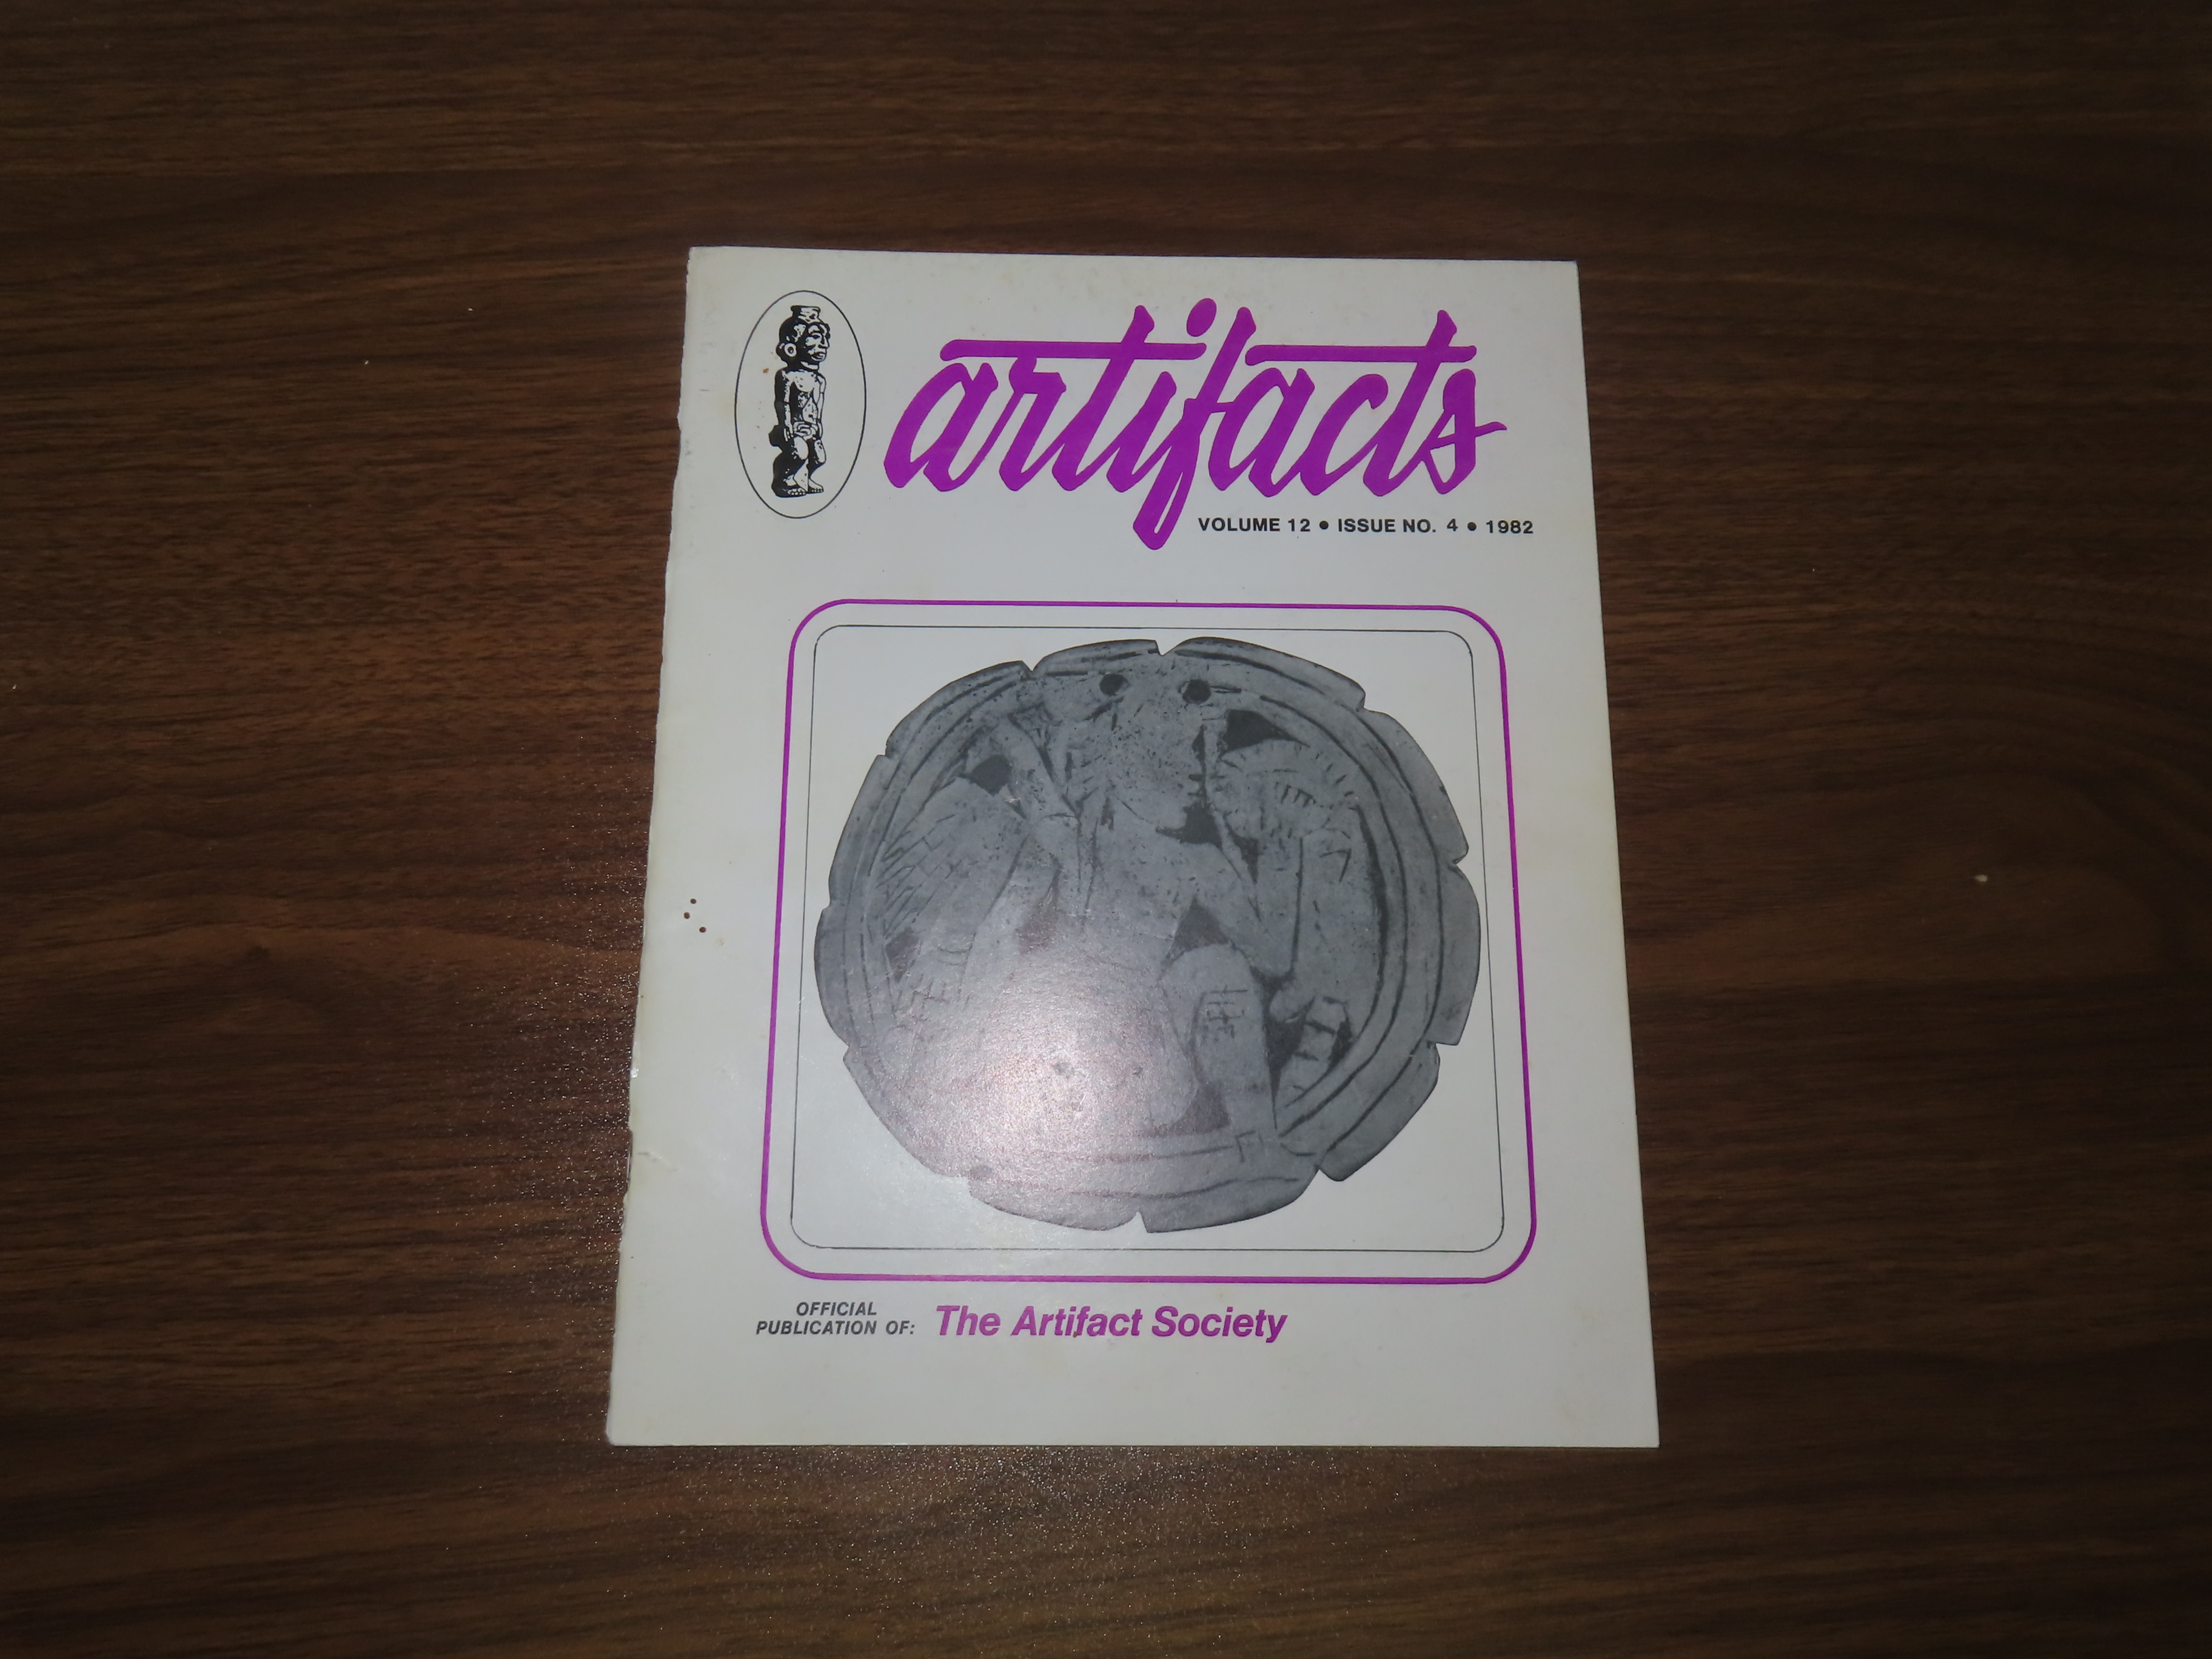 artifacts
VOLUME 12 • ISSUE NO. 4 • 1982
OFFICIAL
PUBLICATION OF:
The Artifact Society